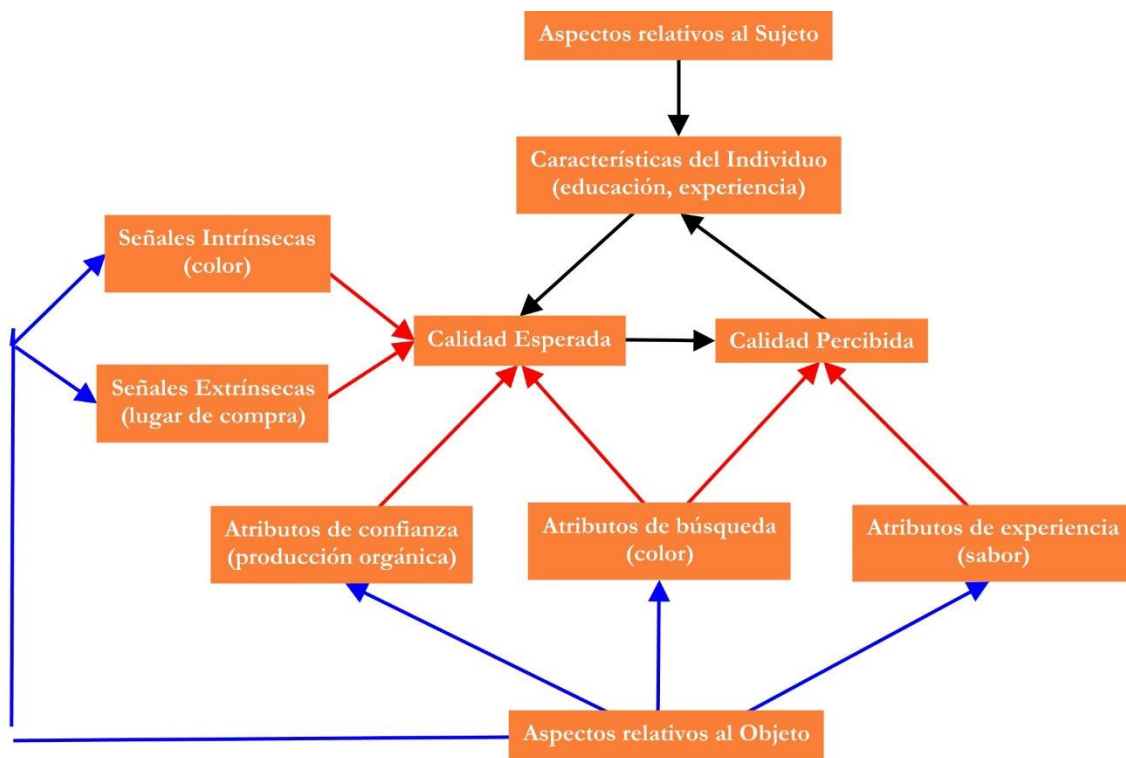 Aspectos relativos al Sujeto
Características del Individuo
(educación, experiencia)
Señales Intrínsecas
(color)
Calidad Esperada
Calidad Percibida
Señales Extrínsecas
(lugar de compra)
Atributos de confianza
(producción orgánica)
Atributos de búsqueda
(color)
Atributos de experiencia
(sabor)
Aspectos relativos al Objeto